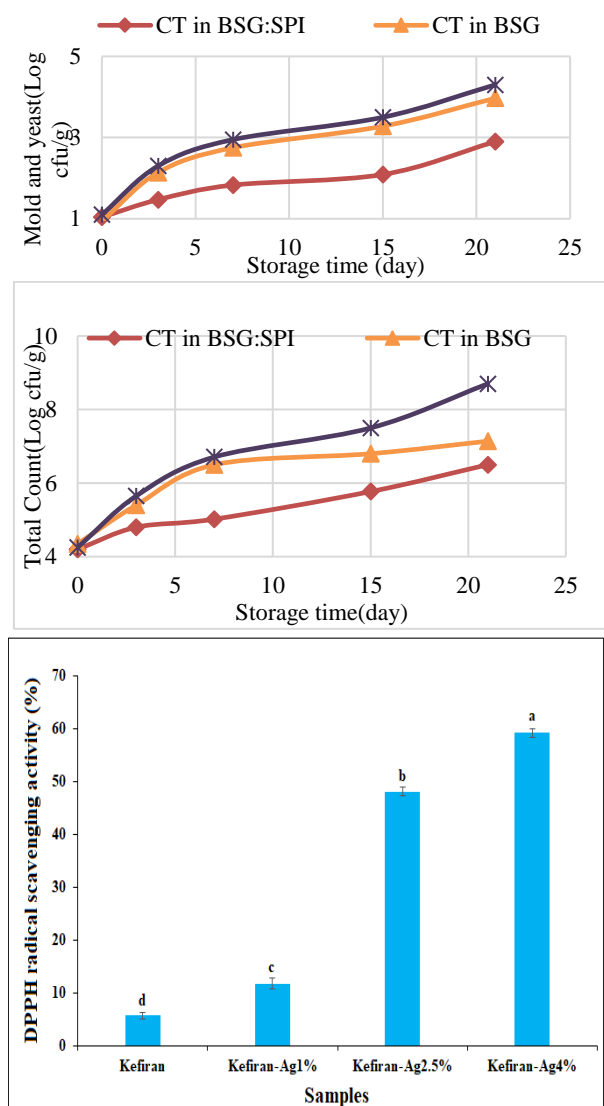 CT in BSG:SPI CT in BSG
Mold and yeast(Log
cfu/g)
5
3
1
0 5 10 15 20 25
Storage time (day)
CT in BSG:SPI CT in BSG
Total Count(Log cfu/g)
10
8
6
4
0 5 10 15 20 25
Storage time(day)
DPPH radical scavenging activity (%)
70
60
50
40
30
20
10
0
a
b
c
d
Kefiran Kefiran-Ag1% Kefiran-Ag2.5% Kefiran-Ag4%
Samples